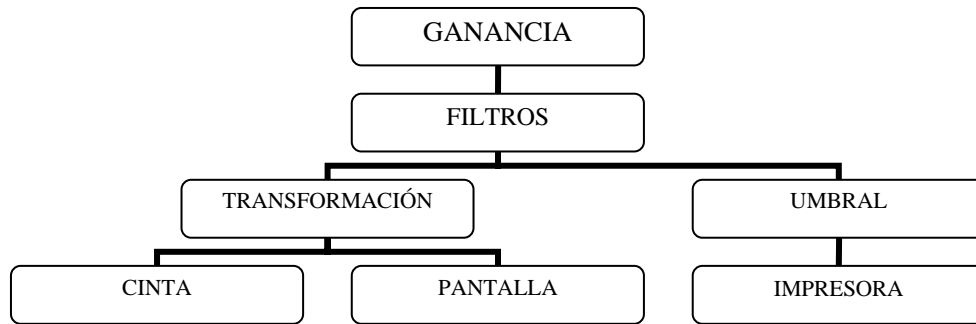 GANANCIA
FILTROS
TRANSFORMACIÓN
UMBRAL
CINTA
PANTALLA
IMPRESORA